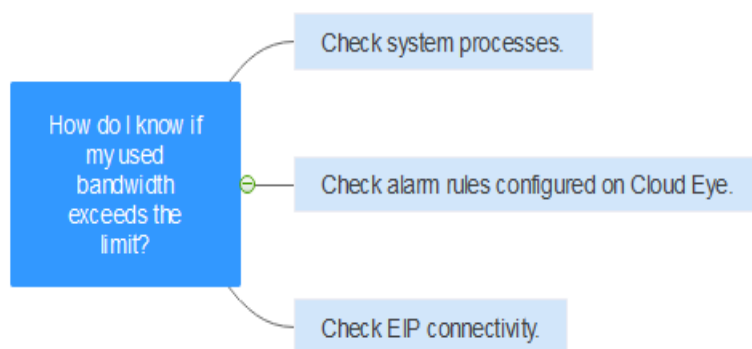 Check system processes.
How do I know if
my used
bandwidth
exceeds the
limit?
Check alarm rules configured on Cloud Eye.
Check EIP connectivity.